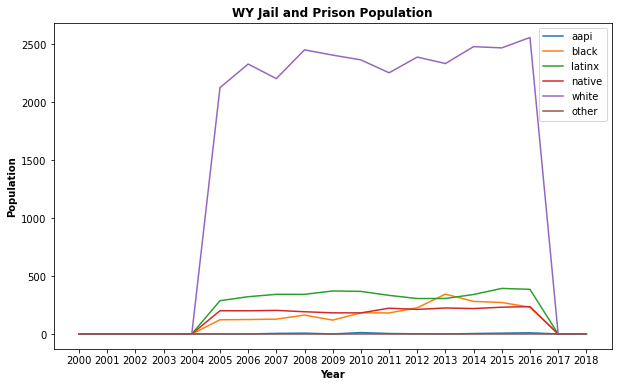 WY Jail and Prison Population
aapi
black
latinx
native
white
other
2500
2000
1500
1000
500
0
Population
2000 2001 2002 2003 2004 2005 2006 2007 2008 2009 2010 2011 2012 2013 2014 2015 2016 2017 2018
Year